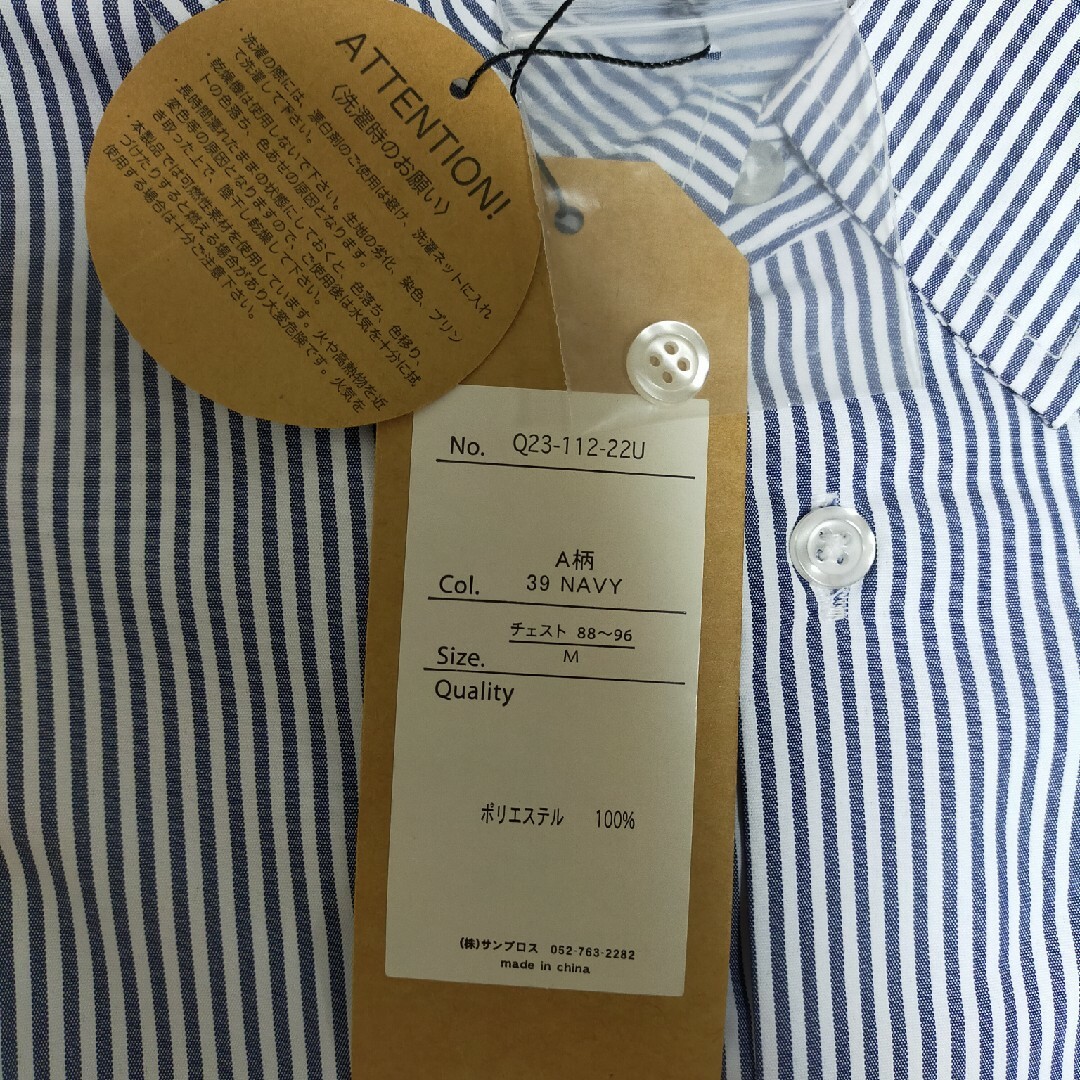 ATTENTION!
〈洗濯時のお願い〉
・洗濯の際には、漂白剤のご使用は避け、洗濯ネットに入れ
て洗濯して下さい。
・乾燥機は使用しないで下さい。生地の劣化、染色、プリン
トの色落ち、色あせの原因となります。
・長時間濡れたままの状態にしておくと、色落ち、色移り、
変色等の原因となりますので、ご使用後は水気を十分に拭
き取った上で、陰干し乾燥して下さい。
・本製品では可燃性素材を使用しています。火や高熱物を近
づけたりすると燃える場合があり大変危険です。火気を
使用する場合は十分ご注意下さい。
No. Q23-112-22U
A柄
Col. 39 NAVY
チェスト 88〜96
Size. M
Quality
ポリエステル 100%
(株)サンプロス 052-763-2282
made in china